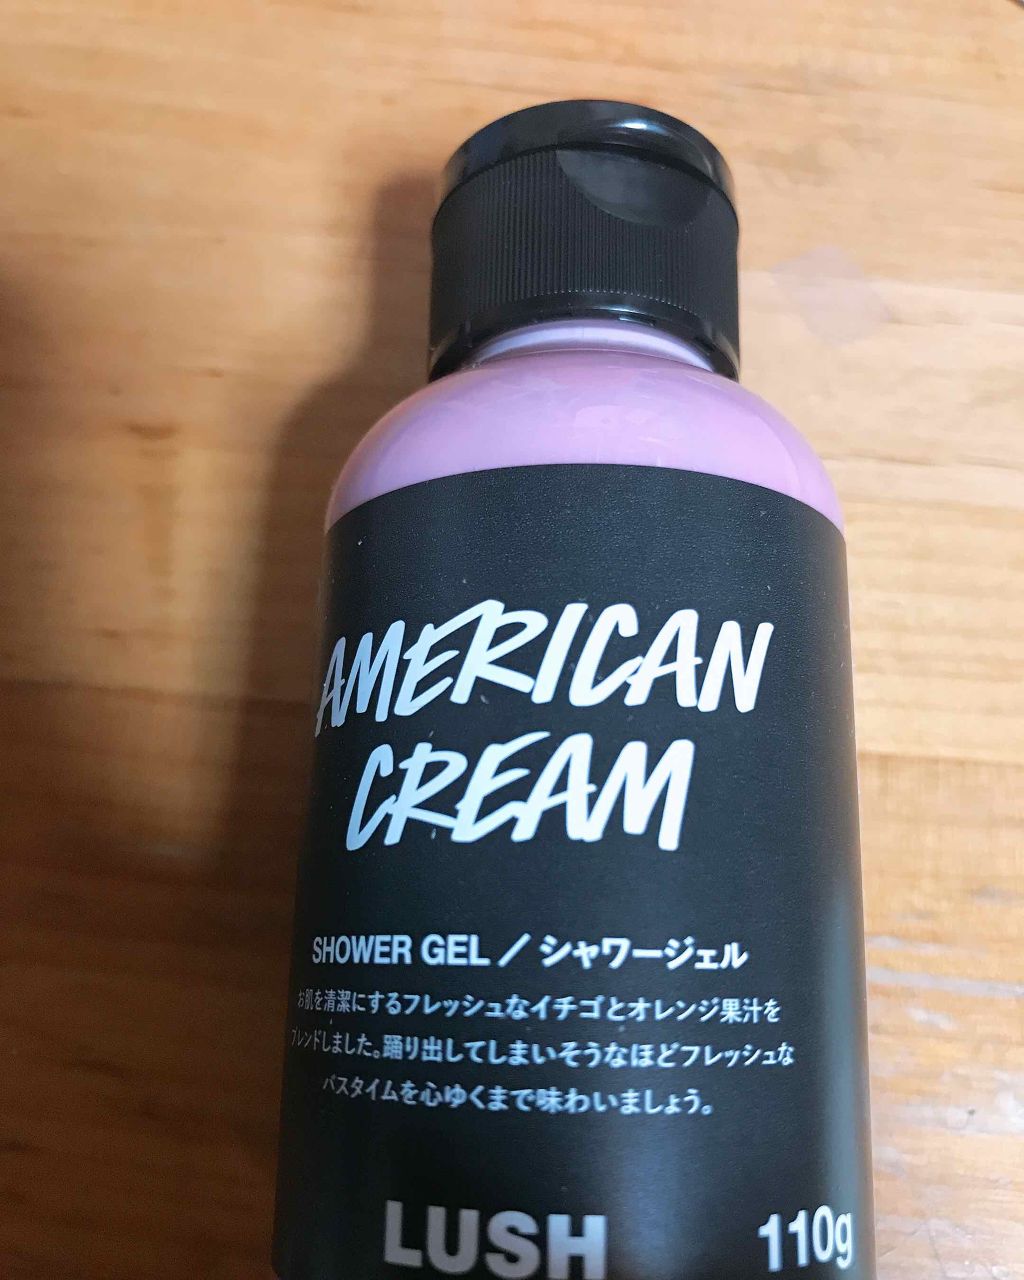 AMERICAN
CREAM
SHOWER GEL／シャワージェル
お肌を清潔にするフレッシュなイチゴとオレンジ果汁を
ブレンドしました。踊り出してしまいそうなほどフレッシュな
バスタイムを心ゆくまで味わいましょう。
LUSH 110g